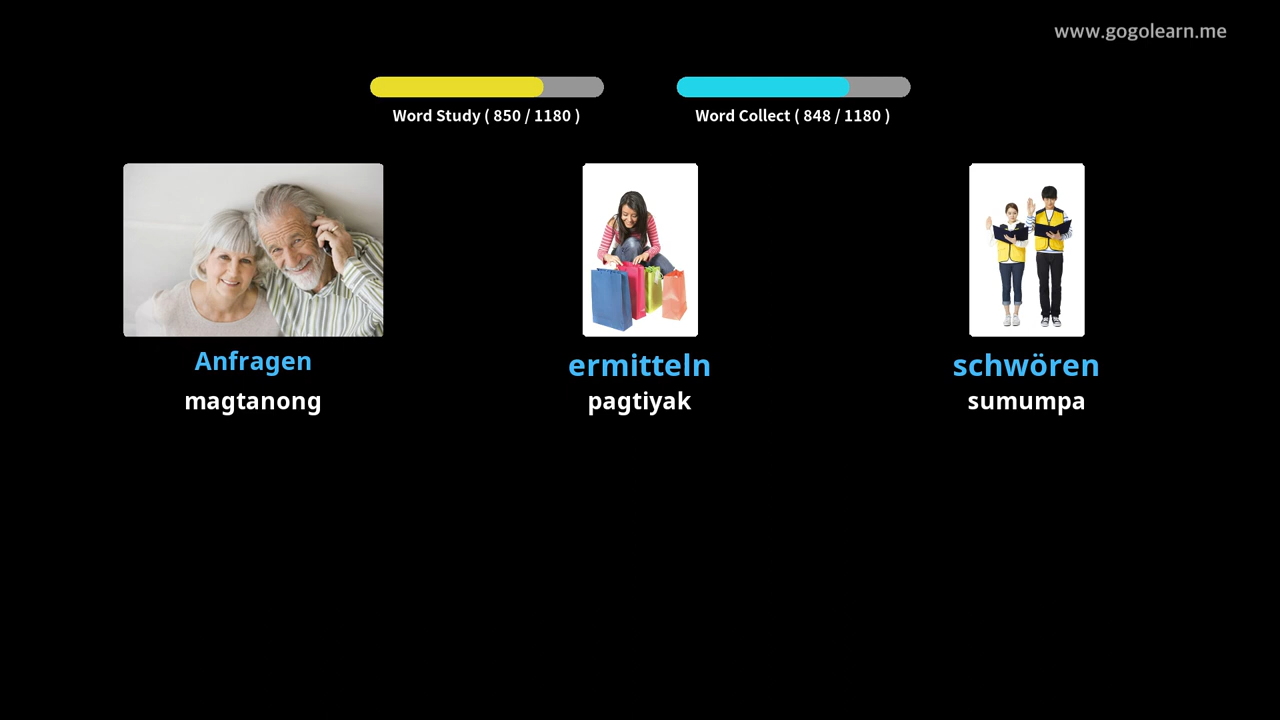 www.gogolearn.me
Word Study ( 850 / 1180 )
Word Collect ( 848 / 1180 )
Anfragen
magtanong
ermitteln
pagtiyak
schwören
sumumpa